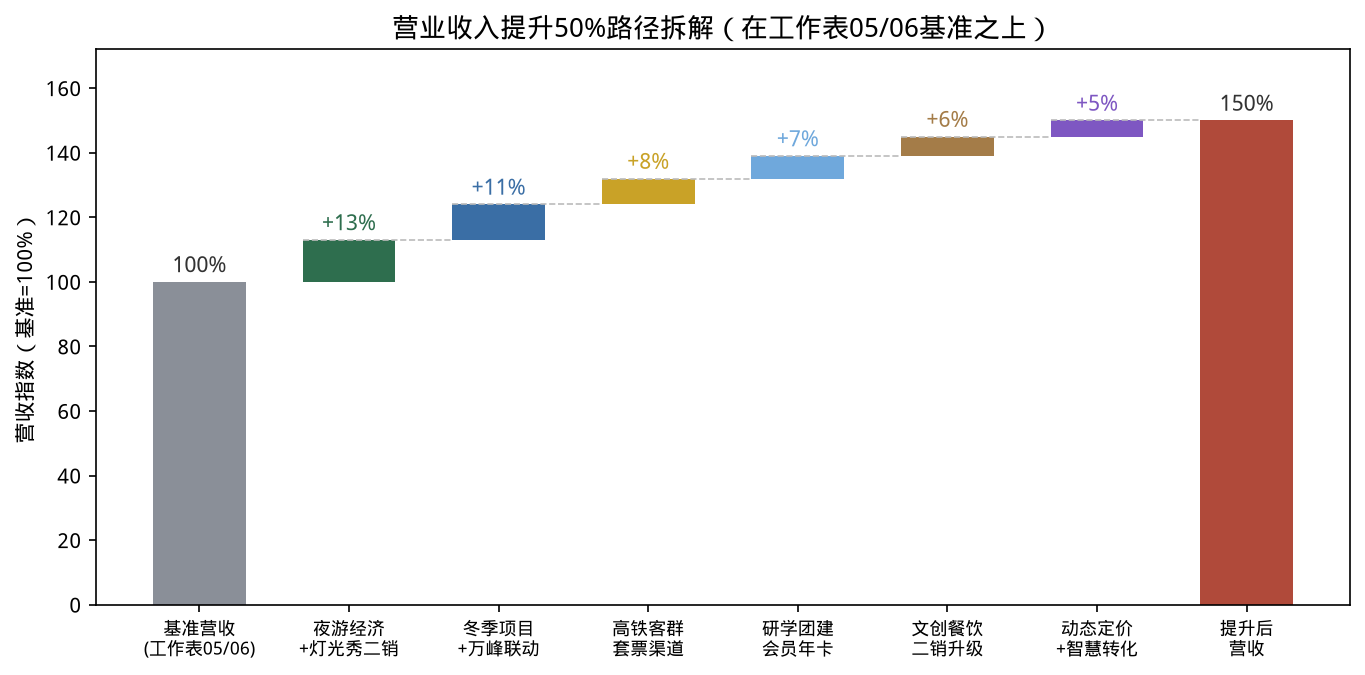 营业收入提升50%路径拆解（在工作表05/06基准之上）
营收指数（基准=100%）
160
140
120
100
80
60
40
20
0
100%
+13%
+11%
+8%
+7%
+6%
+5%
150%
基准营收
(工作表05/06)
夜游经济
+灯光秀二销
冬季项目
+万峰联动
高铁客群
套票渠道
研学团建
会员年卡
文创餐饮
二销升级
动态定价
+智慧转化
提升后
营收